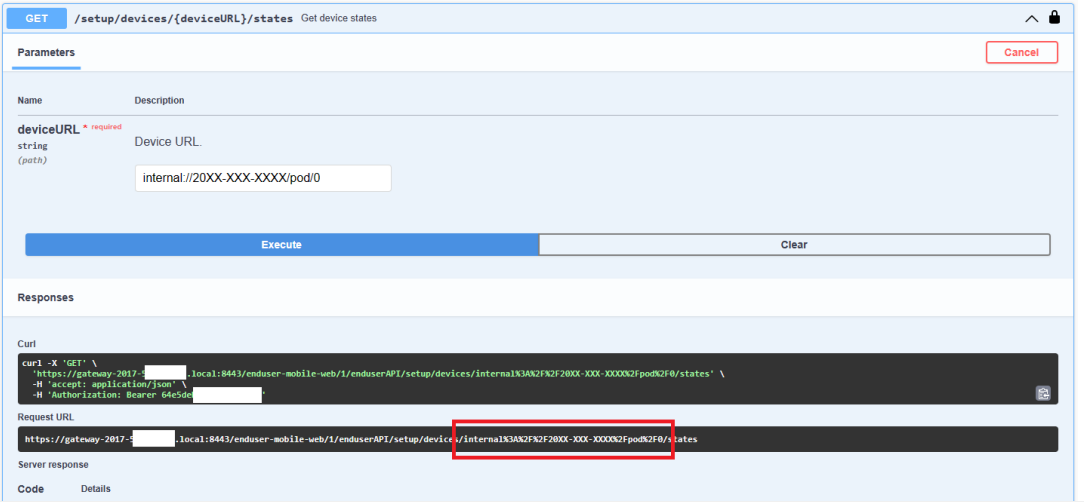 GET /setup/devices/{deviceURL}/states Get device states
Parameters
Cancel
Name Description
deviceURL * required
string
(path)
Device URL.
internal://20XX-XXX-XXXX/pod/0
Execute
Clear
Responses
Curl
curl -X 'GET' \
'https://gateway-2017-5 .local:8443/enduser-mobile-web/1/enduserAPI/setup/devices/internal%3A%2F%2F20XX-XXX-XXXX%2Fpod%2F0/states' \
-H 'accept: application/json' \
-H 'Authorization: Bearer 64e5de '
Request URL
https://gateway-2017-5 .local:8443/enduser-mobile-web/1/enduserAPI/setup/devices/internal%3A%2F%2F20XX-XXX-XXXX%2Fpod%2F0/states
Server response
Code Details